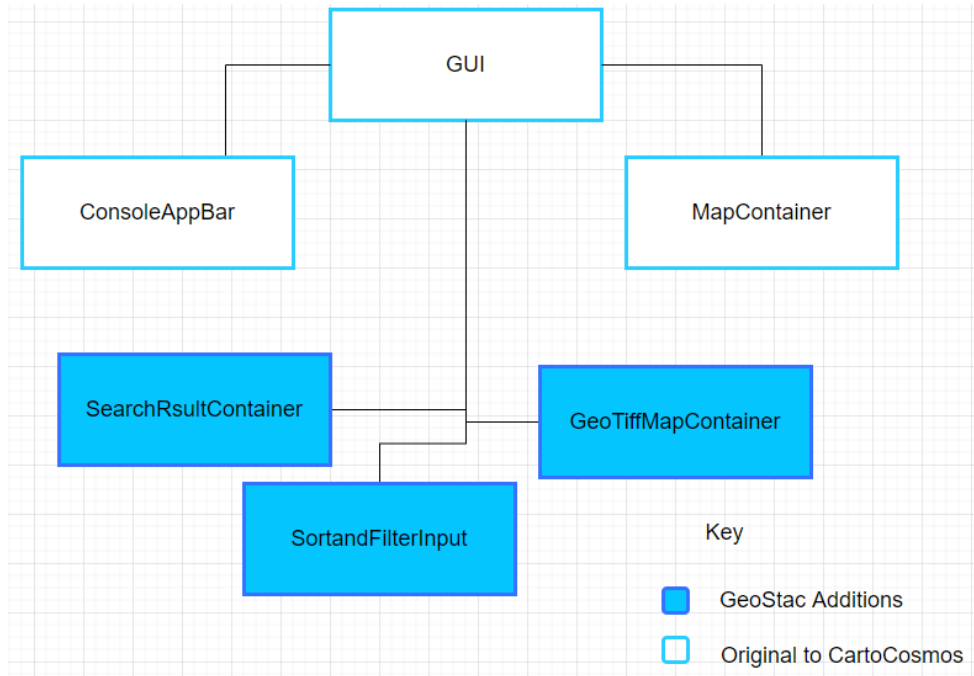 GUI
ConsoleAppBar
MapContainer
SearchRsultContainer
GeoTiffMapContainer
SortandFilterInput
Key
GeoStac Additions
Original to CartoCosmos